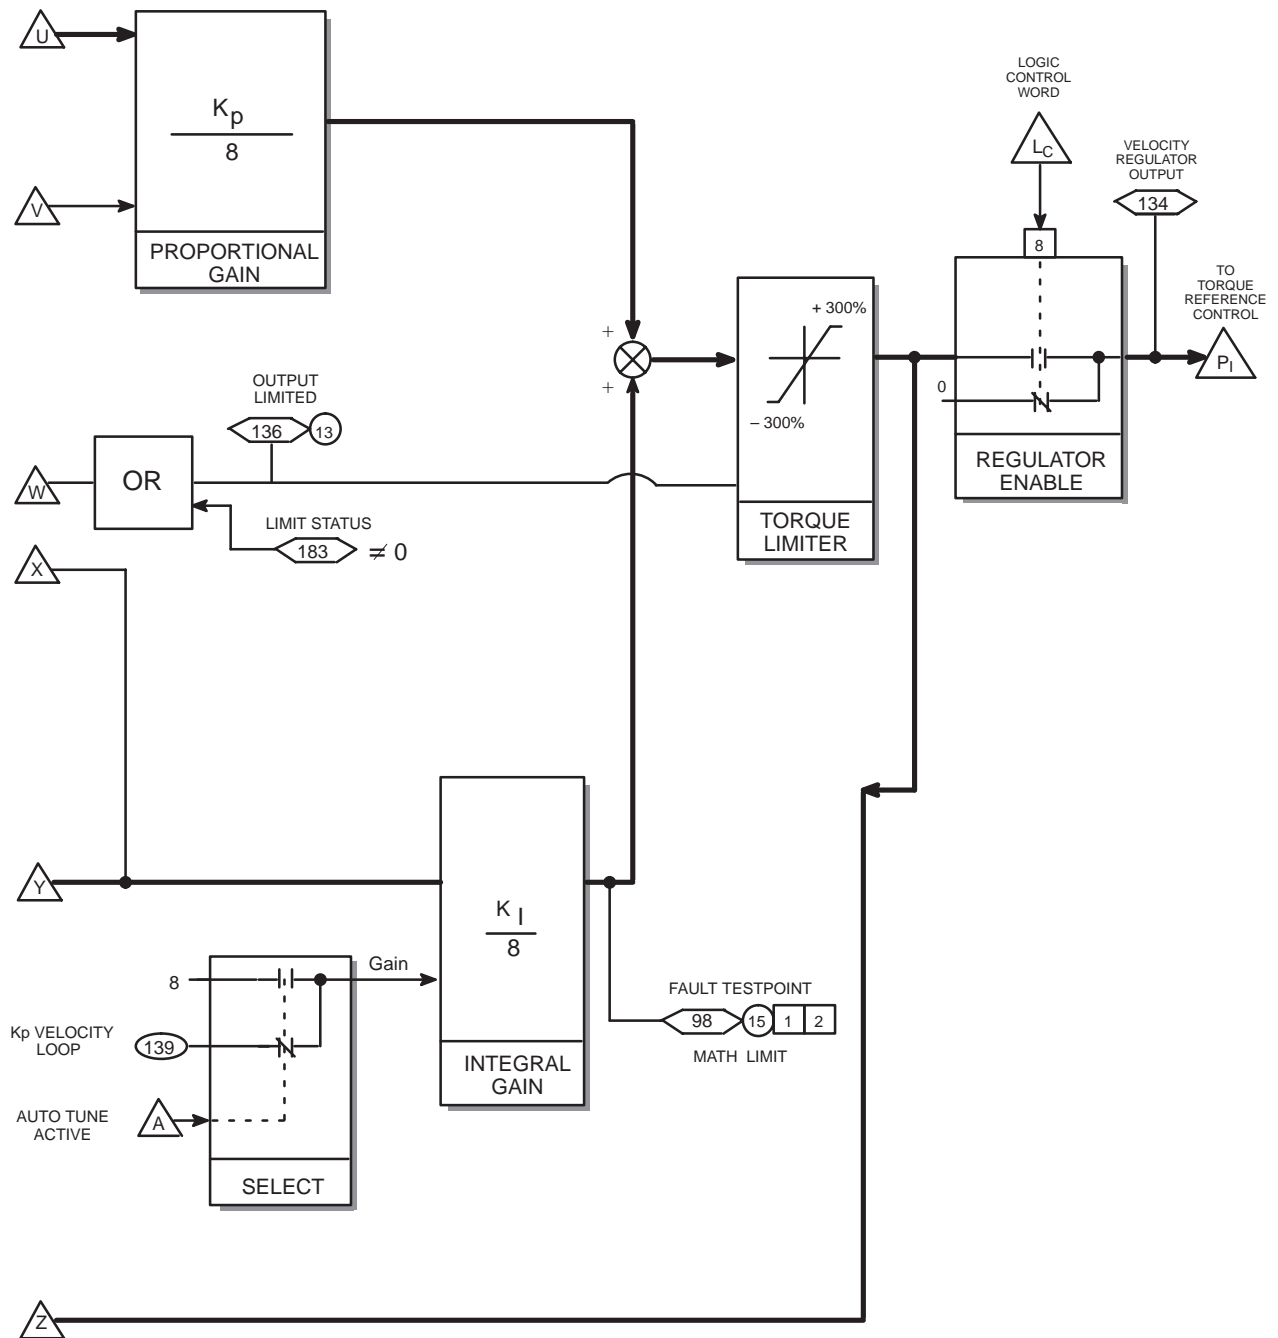 U
Kp
8
V
PROPORTIONAL
GAIN
LOGIC
CONTROL
WORD
LC
VELOCITY
REGULATOR
OUTPUT
134
8
TO
TORQUE
REFERENCE
CONTROL
PI
+
+
+ 300%
– 300%
0
TORQUE
LIMITER
REGULATOR
ENABLE
OUTPUT
LIMITED
136
13
W
OR
LIMIT STATUS
183
≠ 0
X
Y
KI
8
INTEGRAL
GAIN
8
Gain
Kp VELOCITY
LOOP
139
AUTO TUNE
ACTIVE
A
SELECT
FAULT TESTPOINT
98
15
1
2
MATH LIMIT
Z